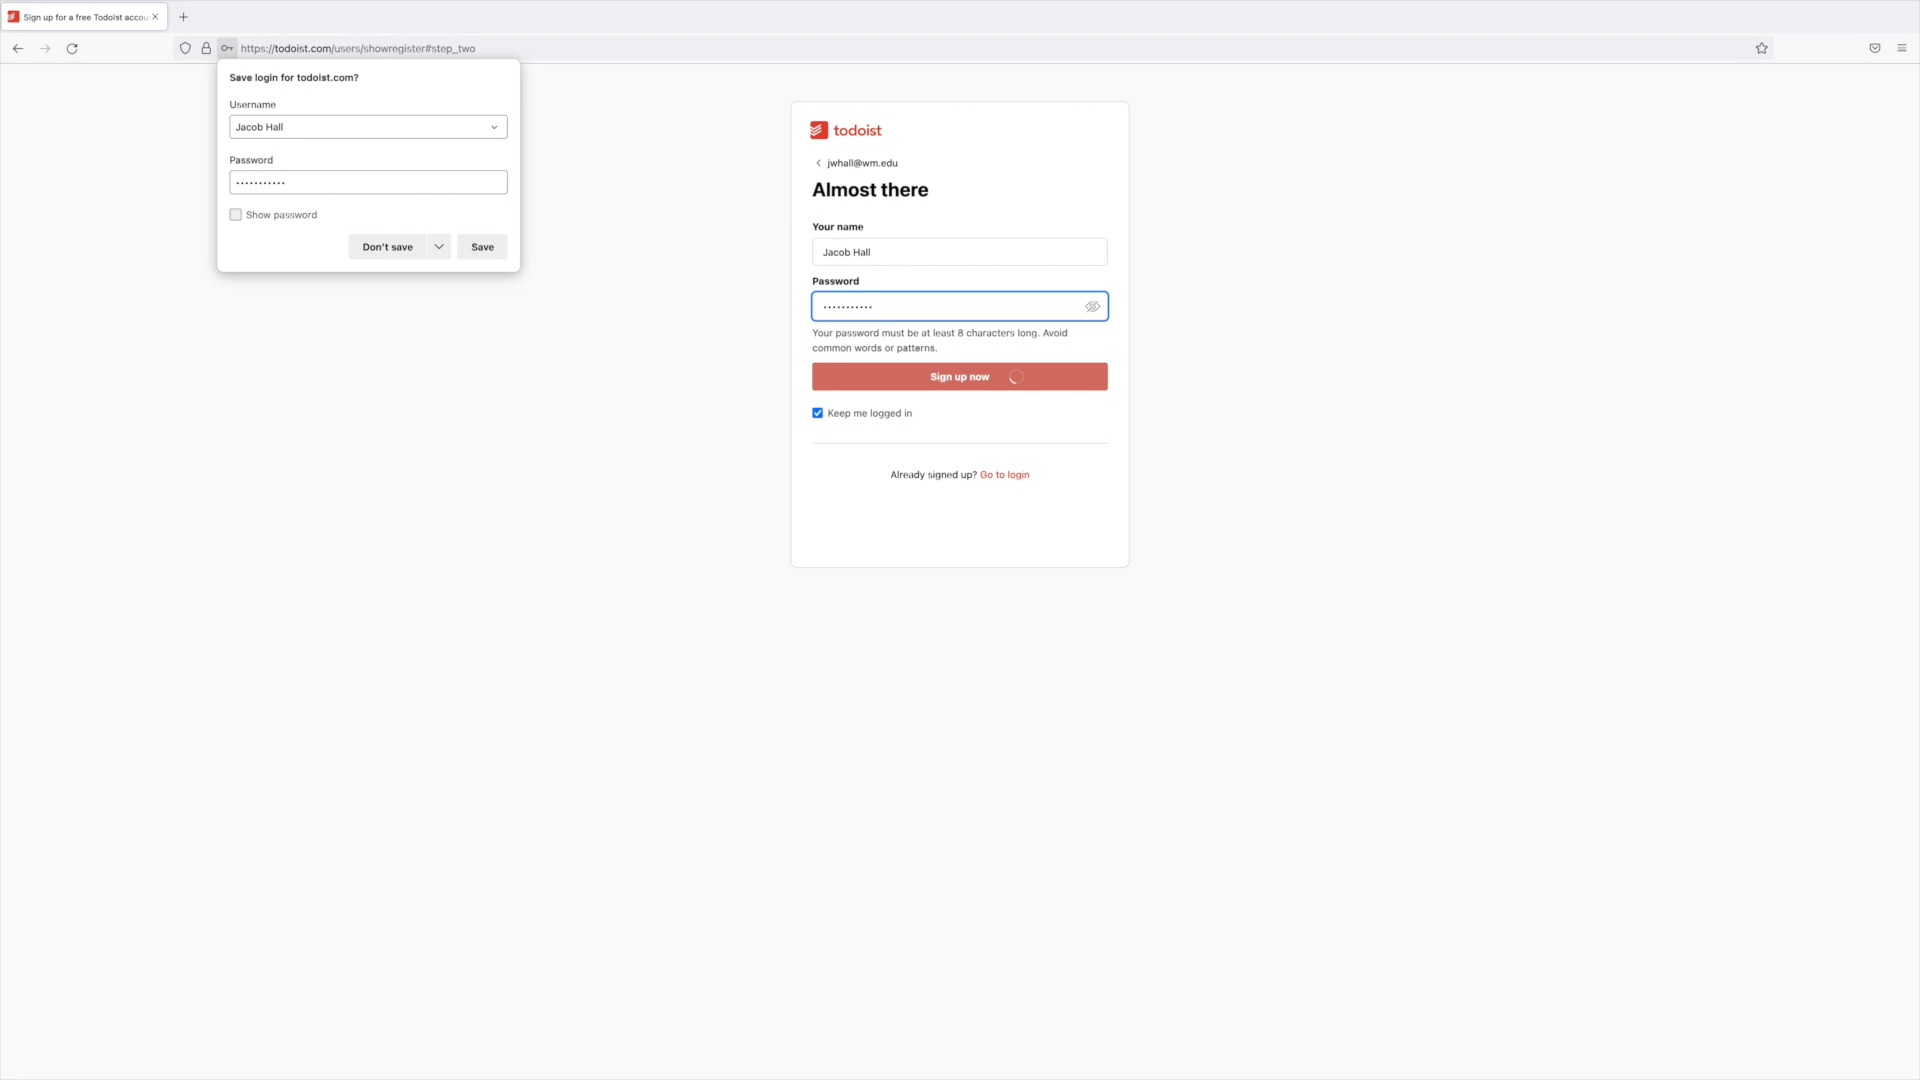 Sign up for a free Todoist accou
https://todoist.com/users/showregister#step_two
Save login for todoist.com?
Username
Jacob Hall
Password
•••••••••••
Show password
Don't save
Save
todoist
jwhall@wm.edu
Almost there
Your name
Jacob Hall
Password
•••••••••••
Your password must be at least 8 characters long. Avoid
common words or patterns.
Sign up now
Keep me logged in
Already signed up? Go to login